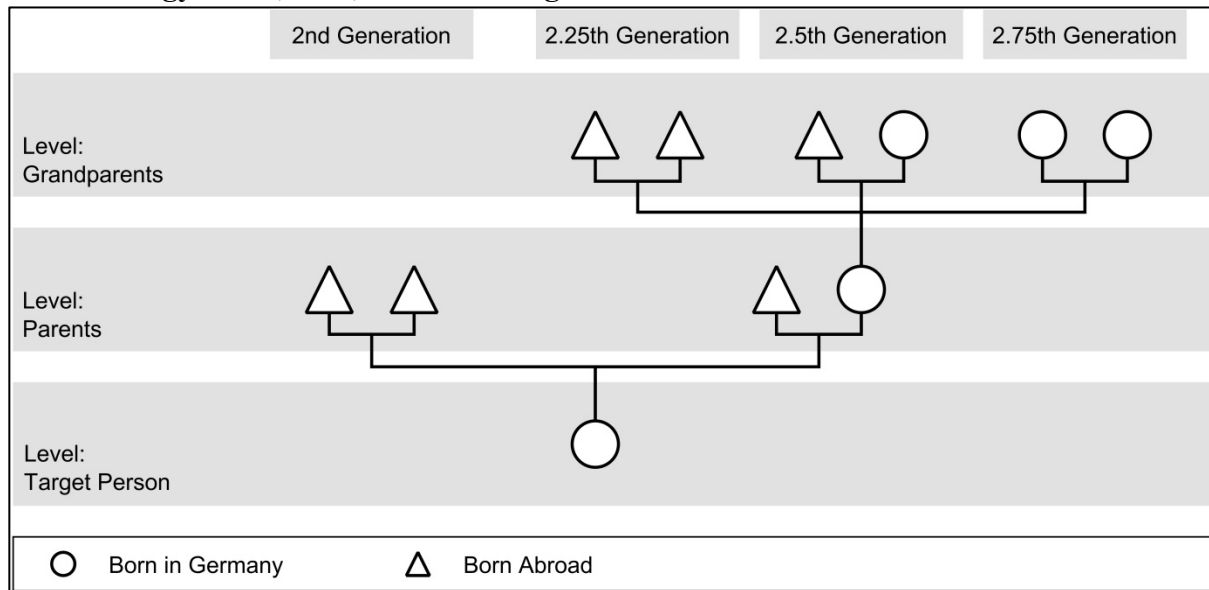 2nd Generation 2.25th Generation 2.5th Generation 2.75th Generation
Level:
Grandparents
Level:
Parents
Level:
Target Person
Born in Germany Born Abroad